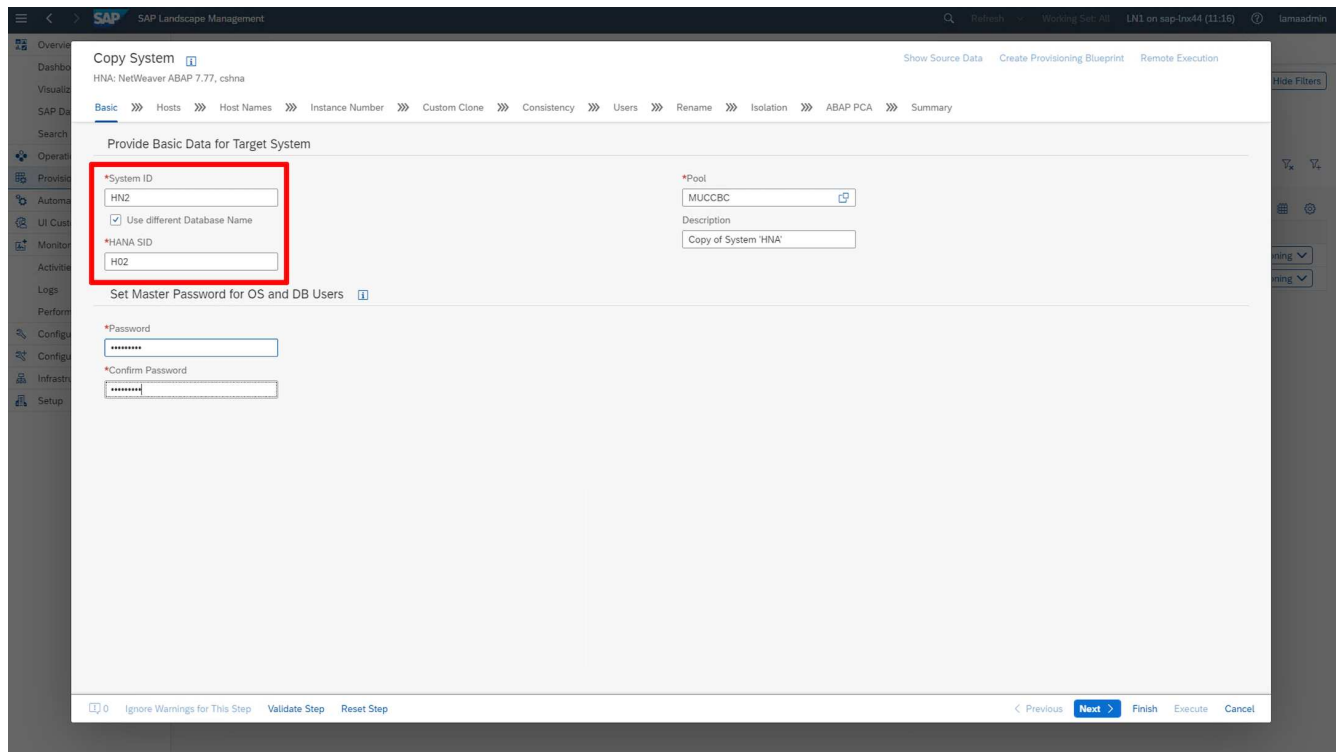 SAP SAP Landscape Management
Refresh Working Set: All LN1 on sap-lnx44 (11:16) lamaadmin
Overvie
Dashbo
Visualiz
SAP Da
Search
Operati
Provisio
Automa
UI Cust
Monitor
Activitie
Logs
Perform
Configu
Configu
Infrastru
Setup
Hide Filters
ning
ning
Copy System
Show Source Data Create Provisioning Blueprint Remote Execution
HNA: NetWeaver ABAP 7.77, cshna
Basic Hosts Host Names Instance Number Custom Clone Consistency Users Rename Isolation ABAP PCA Summary
Provide Basic Data for Target System
*System ID
HN2
Use different Database Name
*HANA SID
H02
*Pool
MUCCBC
Description
Copy of System 'HNA'
Set Master Password for OS and DB Users
*Password
•••••••••
*Confirm Password
•••••••••
0 Ignore Warnings for This Step Validate Step Reset Step
< Previous Next > Finish Execute Cancel